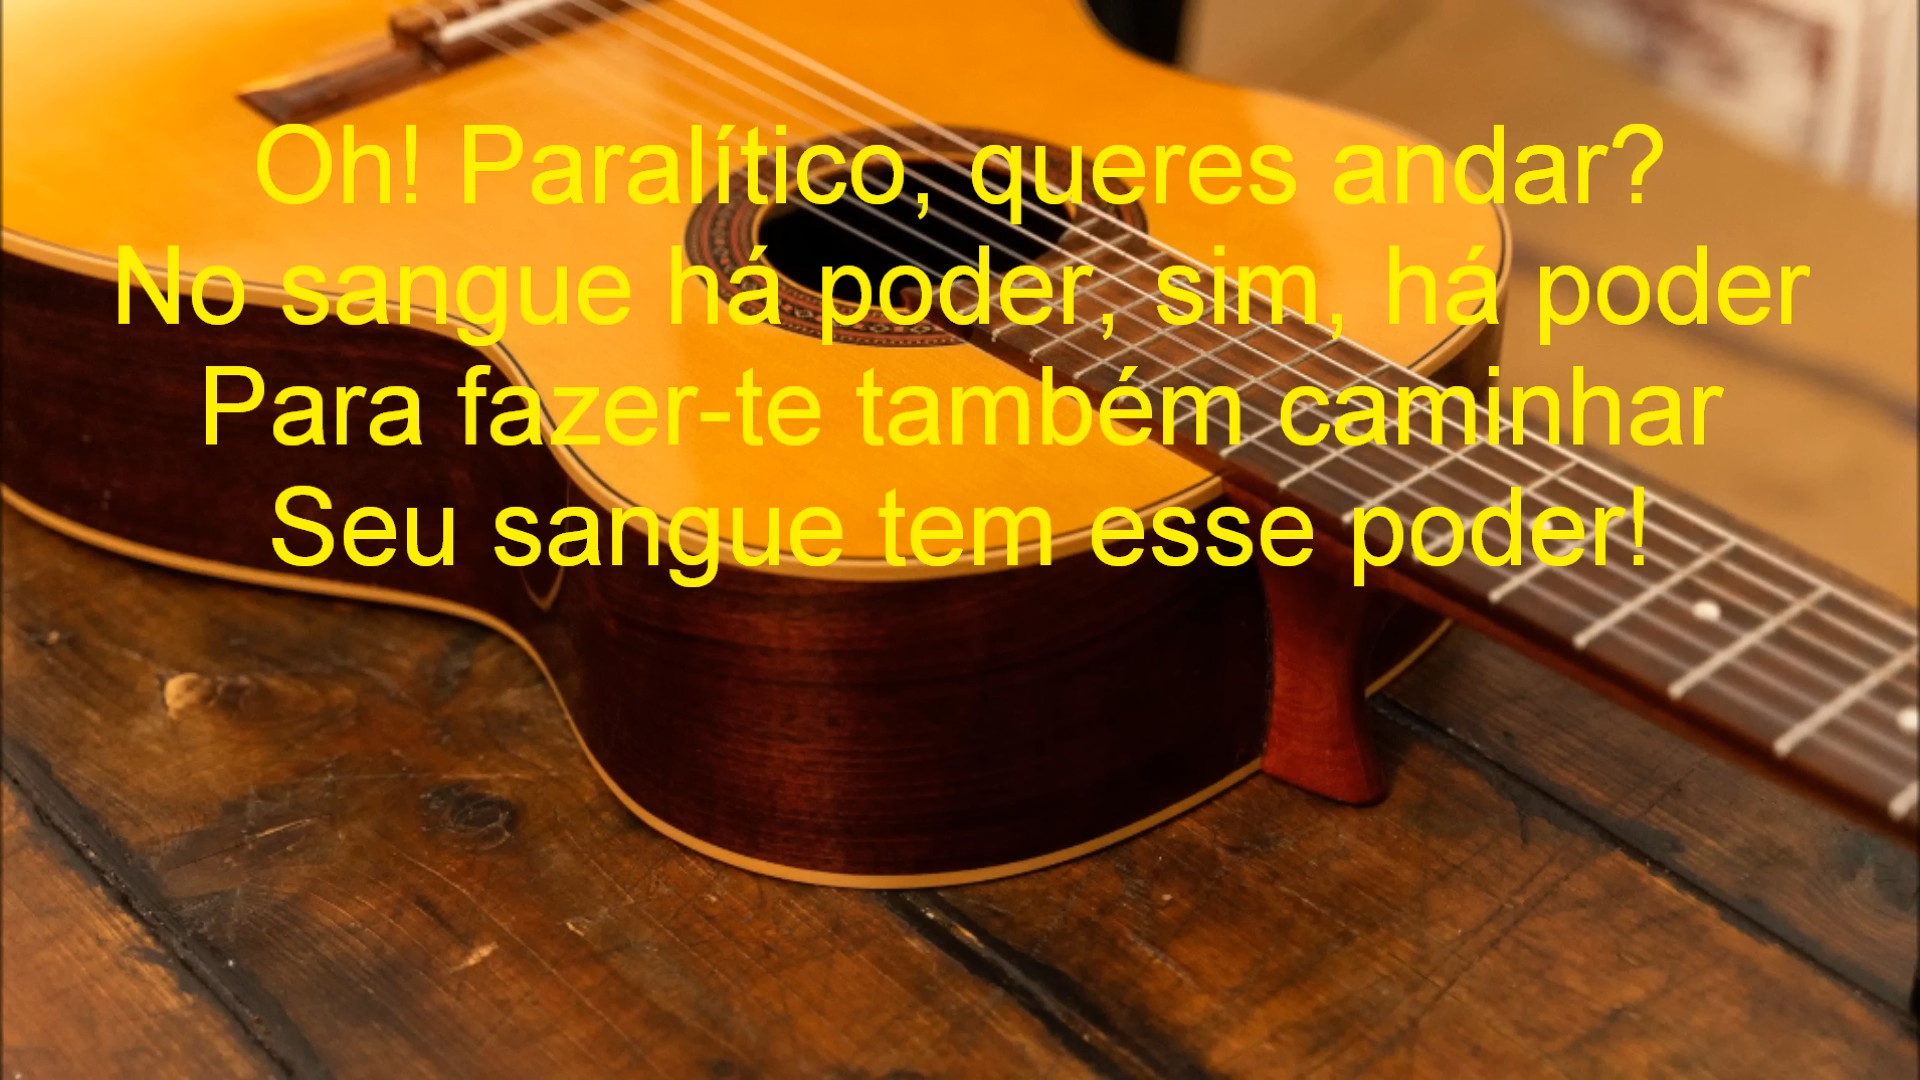 Oh! Paralítico, queres andar?
No sangue há poder, sim, há poder
Para fazer-te também caminhar
Seu sangue tem esse poder!